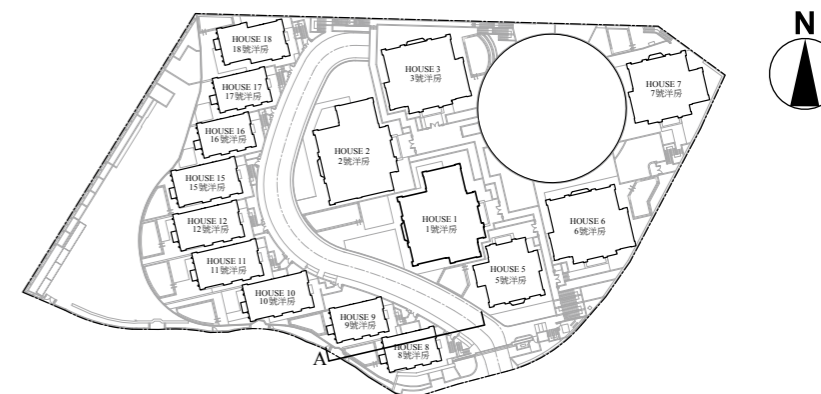 N
HOUSE 18
18號洋房
HOUSE 17
17號洋房
HOUSE 16
16號洋房
HOUSE 15
15號洋房
HOUSE 12
12號洋房
HOUSE 11
11號洋房
HOUSE 10
10號洋房
HOUSE 9
9號洋房
HOUSE 8
8號洋房
HOUSE 3
3號洋房
HOUSE 2
2號洋房
HOUSE 1
1號洋房
HOUSE 5
5號洋房
HOUSE 6
6號洋房
HOUSE 7
7號洋房
A